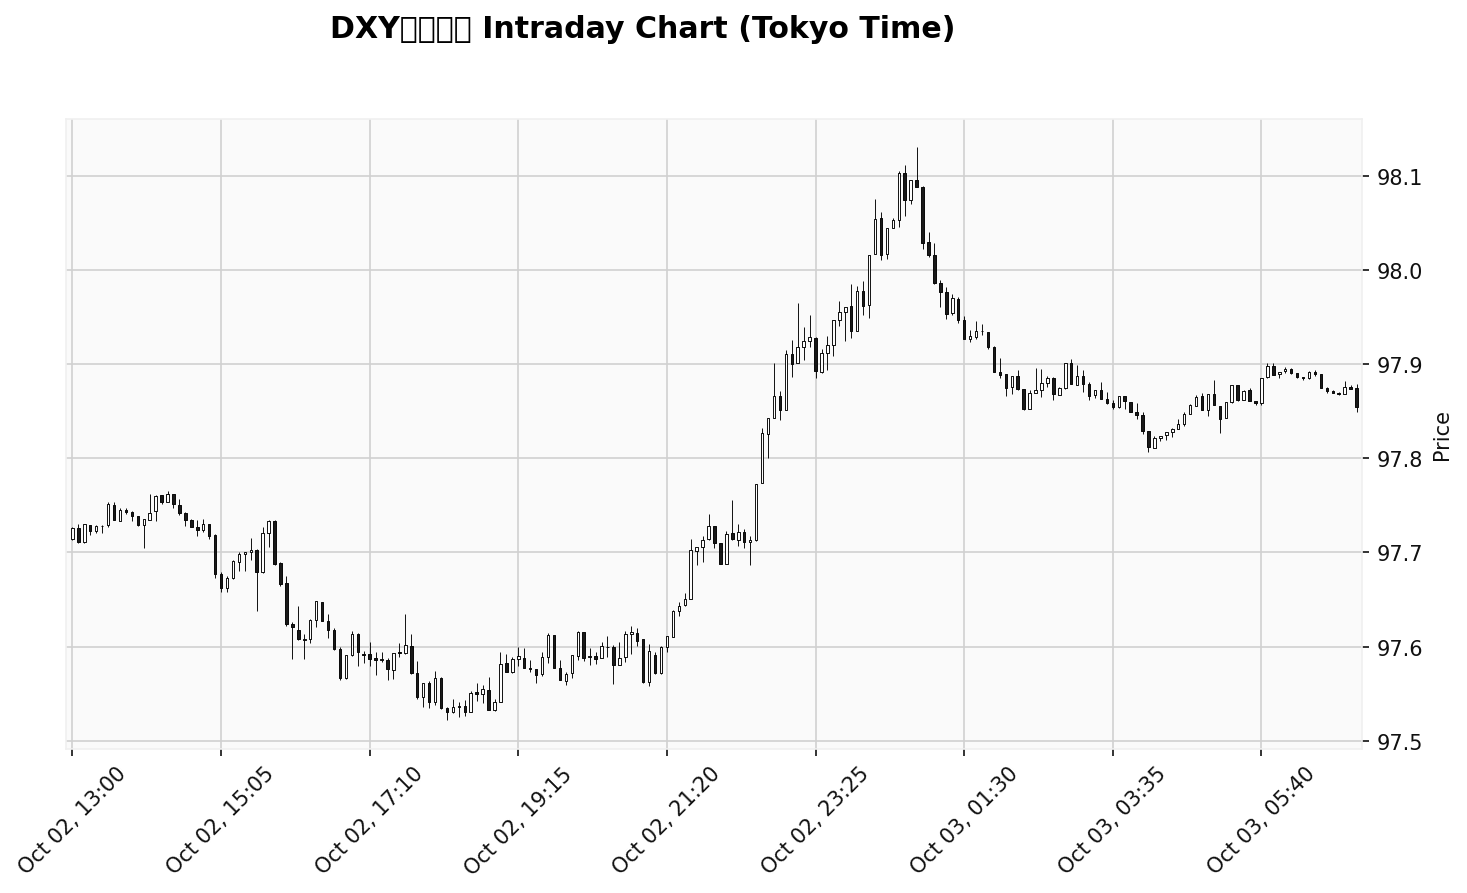 DXY Intraday Chart (Tokyo Time)
98.1
98.0
97.9
97.8
97.7
97.6
97.5
Price
Oct 02, 13:00
Oct 02, 15:05
Oct 02, 17:10
Oct 02, 19:15
Oct 02, 21:20
Oct 02, 23:25
Oct 03, 01:30
Oct 03, 03:35
Oct 03, 05:40